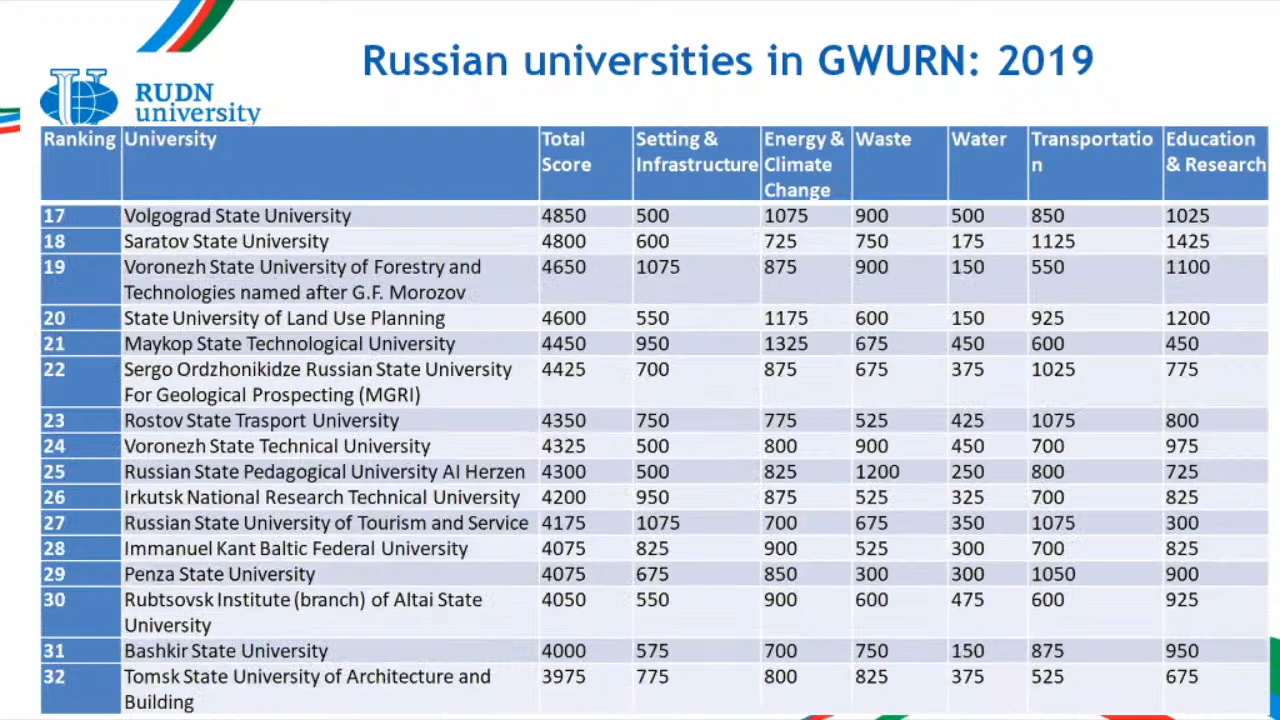 Russian universities in GWURN: 2019
RUDN
university
Ranking University Total Score Setting & Infrastructure Energy & Climate Change Waste Water Transportatio n Education & Research
17 Volgograd State University 4850 500 1075 900 500 850 1025
18 Saratov State University 4800 600 725 750 175 1125 1425
19 Voronezh State University of Forestry and 4650 1075 875 900 150 550 1100
Technologies named after G.F. Morozov
20 State University of Land Use Planning 4600 550 1175 600 150 925 1200
21 Maykop State Technological University 4450 950 1325 675 450 600 450
22 Sergo Ordzhonikidze Russian State University 4425 700 875 675 375 1025 775
For Geological Prospecting (MGRI)
23 Rostov State Trasport University 4350 750 775 525 425 1075 800
24 Voronezh State Technical University 4325 500 800 900 450 700 975
25 Russian State Pedagogical University AI Herzen 4300 500 825 1200 250 800 725
26 Irkutsk National Research Technical University 4200 950 875 525 325 700 825
27 Russian State University of Tourism and Service 4175 1075 700 675 350 1075 300
28 Immanuel Kant Baltic Federal University 4075 825 900 525 300 700 825
29 Penza State University 4075 675 850 300 300 1050 900
30 Rubtsovsk Institute (branch) of Altai State 4050 550 900 600 475 600 925
University
31 Bashkir State University 4000 575 700 750 150 875 950
32 Tomsk State University of Architecture and 3975 775 800 825 375 525 675
Building